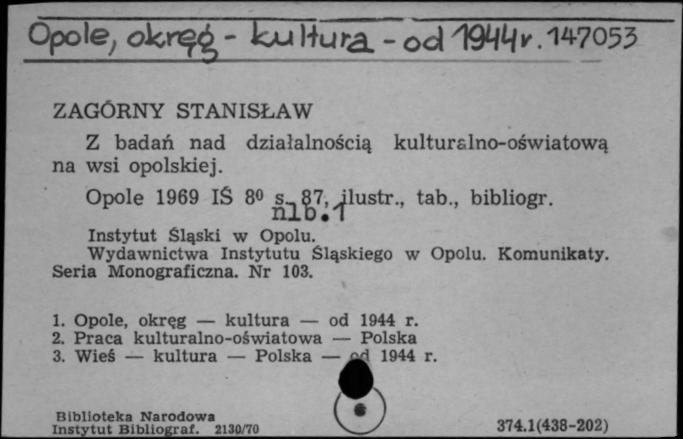 Opole, okręg - kultura - od 1944r. 147053
ZAGÓRNY STANISŁAW
Z badań nad działalnością kulturalno-oświatową
na wsi opolskiej.
Opole 1969 IŚ 8⁰ s. 87, ilustr., tab., bibliogr.
nlb.1
Instytut Śląski w Opolu.
Wydawnictwa Instytutu Śląskiego w Opolu. Komunikaty.
Seria Monograficzna. Nr 103.
1. Opole, okręg — kultura — od 1944 r.
2. Praca kulturalno-oświatowa — Polska
3. Wieś — kultura — Polska — od 1944 r.
Biblioteka Narodowa
Instytut Bibliograf. 2130/70
374.1(438-202)